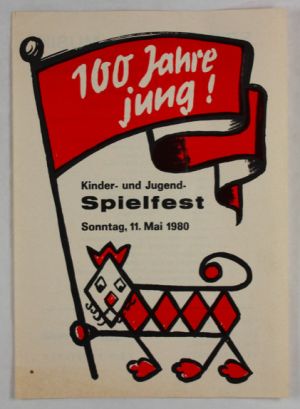 100 Jahre
jung!
Kinder- und Jugend-
Spielfest
Sonntag, 11. Mai 1980